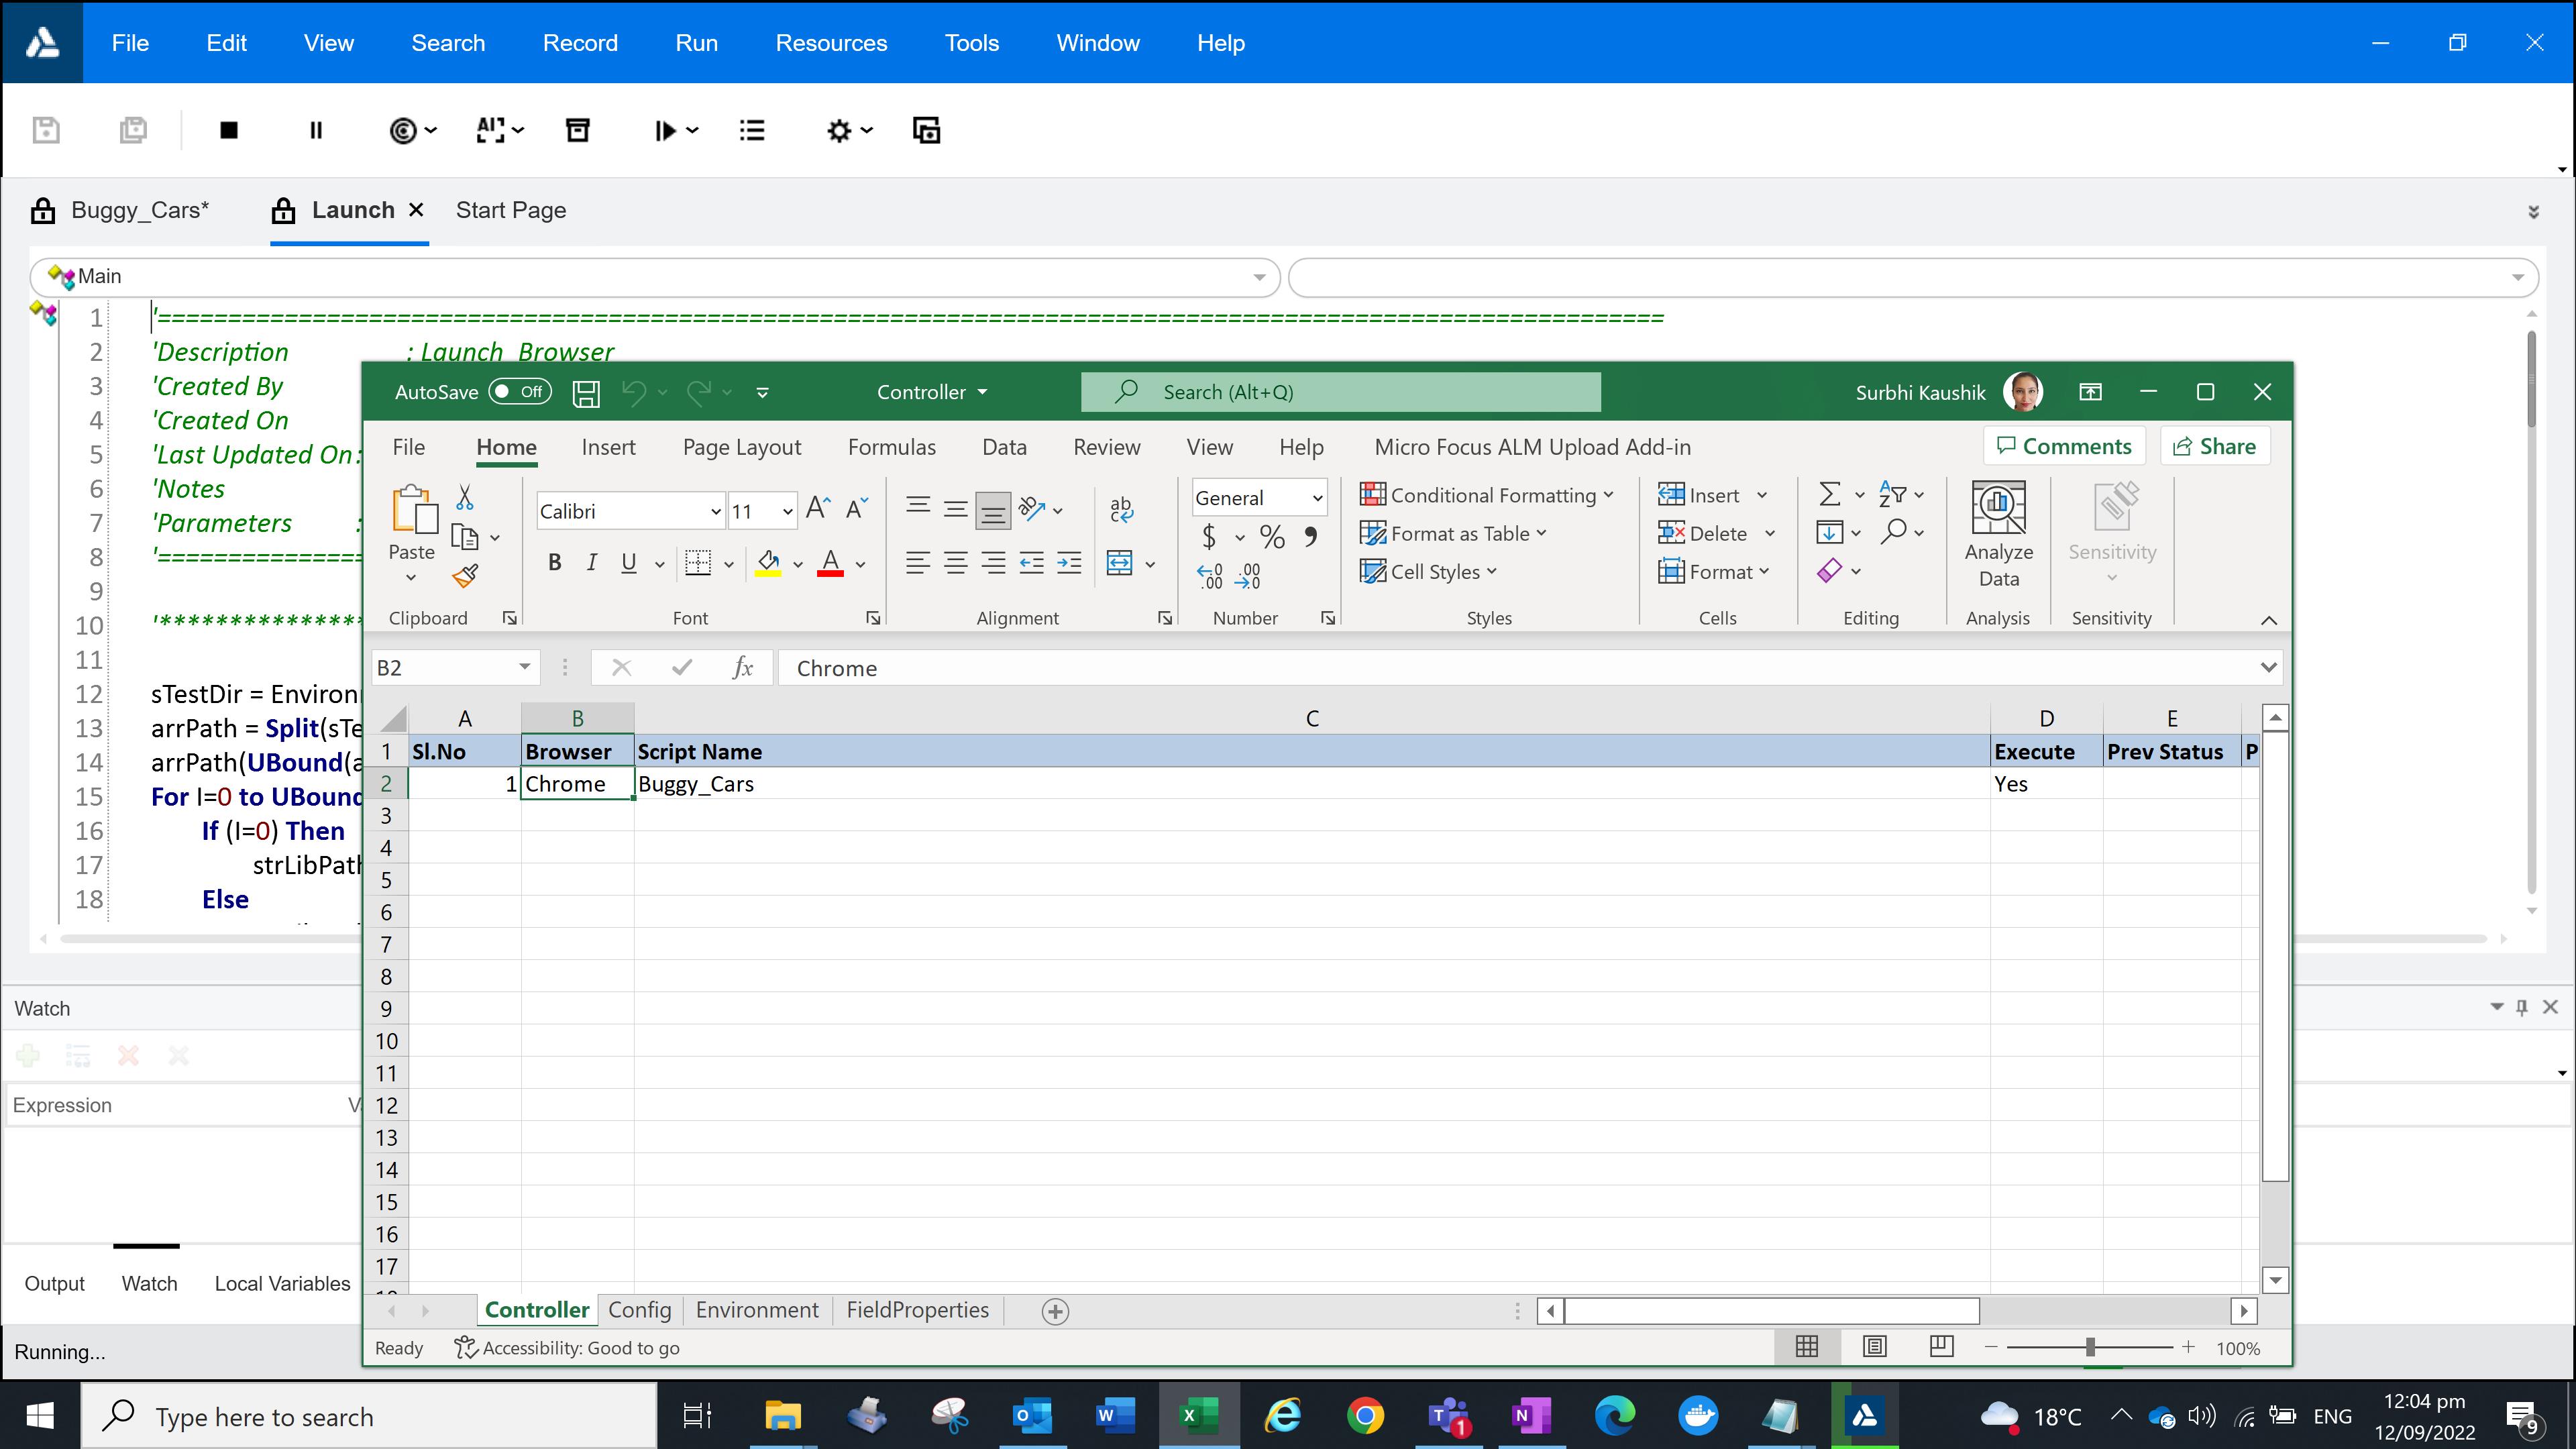 File Edit View Search Record Run Resources Tools Window Help
Buggy_Cars* Launch Start Page
Main
1 '==========================================================================================================
2 'Description : Launch Browser
3 'Created By
4 'Created On
5 'Last Updated On :
6 'Notes
7 'Parameters :
8 '===============
9
10 '***************
11
12 sTestDir =
13 arrPath = Split(
14 arrPath(UBound(
15 For I=0 to UBound
16 If (I=0) Then
17 strLibPath
18 Else
AutoSave Off Controller Search (Alt+Q) Surbhi Kaushik
File Home Insert Page Layout Formulas Data Review View Help Micro Focus ALM Upload Add-in Comments Share
Paste
Calibri 11
General
Conditional Formatting
Format as Table
Cell Styles
Insert
Delete
Format
Analyze Data
Sensitivity
Clipboard Font Alignment Number Styles Cells Editing Analysis Sensitivity
B2 fx Chrome
A B C D E
1 Sl.No Browser Script Name Execute Prev Status P
2 1 Chrome Buggy_Cars Yes
3
4
5
6
7
8
9
10
11
12
13
14
15
16
17
Controller Config Environment FieldProperties
Ready Accessibility: Good to go 100%
Watch
Expression
Output Watch Local Variables
Running...
Type here to search 18°C ENG 12:04 pm
12/09/2022 9